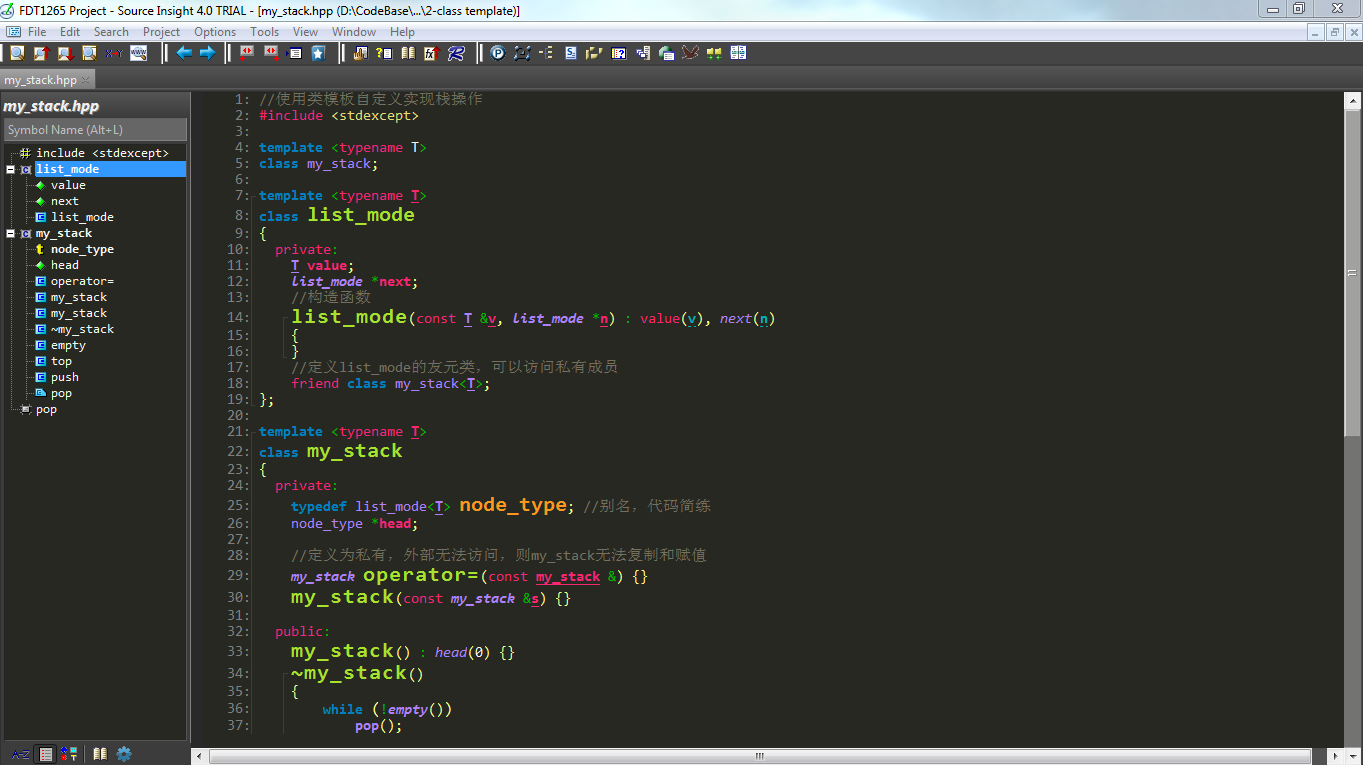 FDT1265 Project - Source Insight 4.0 TRIAL - [my_stack.hpp (D:\CodeBase\...\2-class template)]
File Edit Search Project Options Tools View Window Help
my_stack.hpp
my_stack.hpp
Symbol Name (Alt+L)
include <stdexcept>
list_mode
value
next
list_mode
my_stack
node_type
head
operator=
my_stack
my_stack
~my_stack
empty
top
push
pop
pop
1: //使用类模板自定义实现栈操作
2: #include <stdexcept>
3:
4: template <typename T>
5: class my_stack;
6:
7: template <typename T>
8: class list_mode
9: {
10: private:
11: T value;
12: list_mode *next;
13: //构造函数
14: list_mode(const T &v, list_mode *n) : value(v), next(n)
15: {
16: }
17: //定义list_mode的友元类，可以访问私有成员
18: friend class my_stack<T>;
19: };
20:
21: template <typename T>
22: class my_stack
23: {
24: private:
25: typedef list_mode<T> node_type; //别名，代码简练
26: node_type *head;
27:
28: //定义为私有，外部无法访问，则my_stack无法复制和赋值
29: my_stack operator=(const my_stack &) {}
30: my_stack(const my_stack &s) {}
31:
32: public:
33: my_stack() : head(0) {}
34: ~my_stack()
35: {
36: while (!empty())
37: pop();